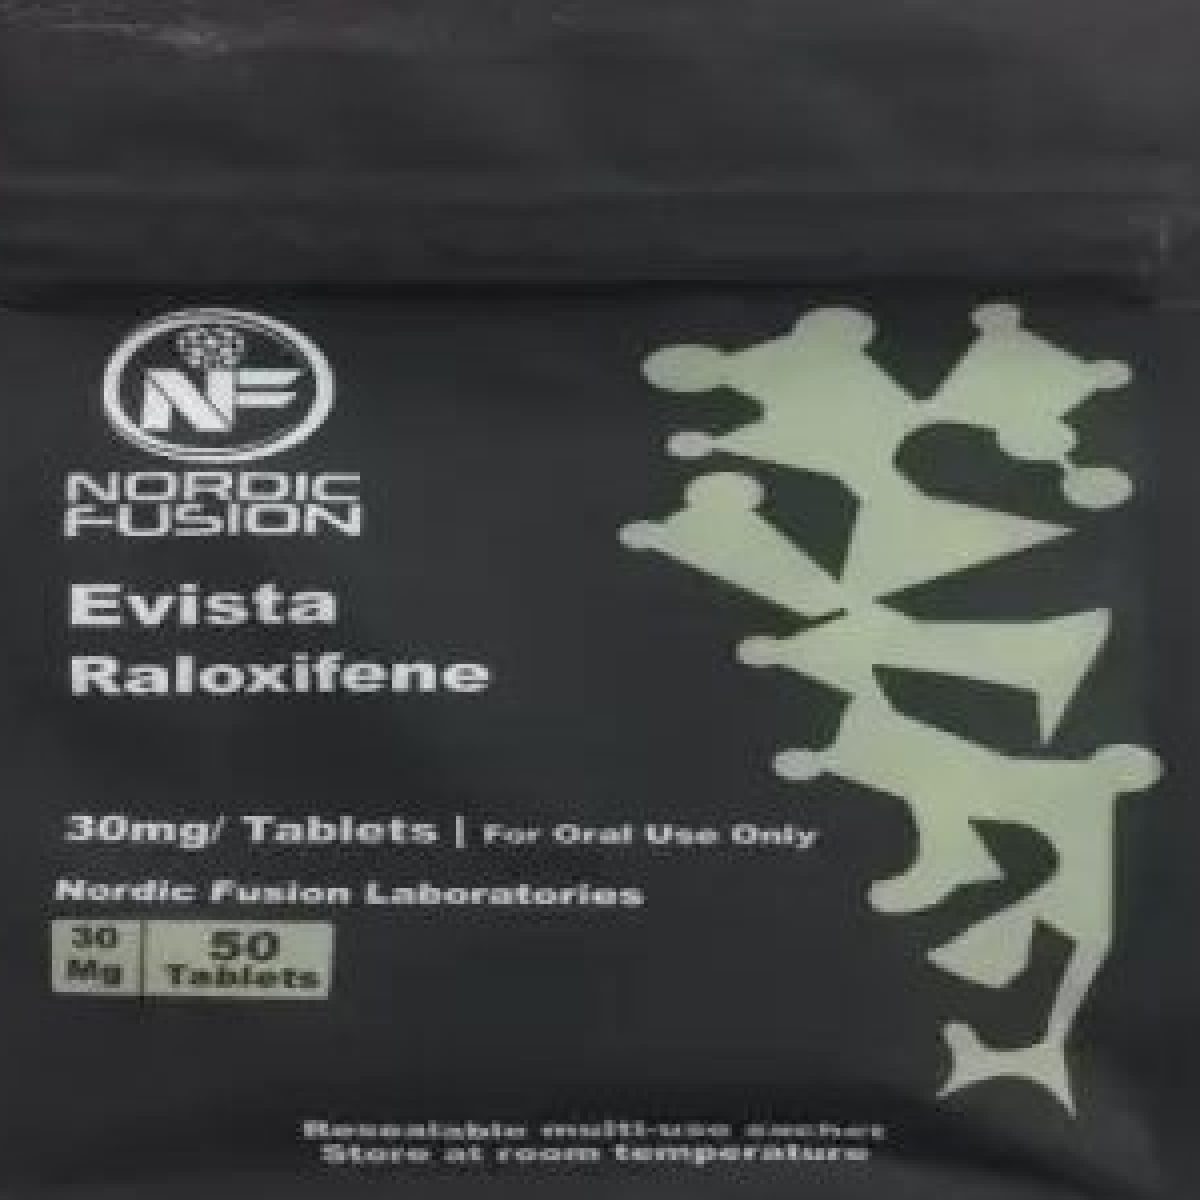 NF
NORDIC
FUSION
Evista
Raloxifene
30mg/ Tablets | For Oral Use Only
Nordic Fusion Laboratories
30 Mg
50 Tablets
Resealable multi-use sachet
Store at room temperature